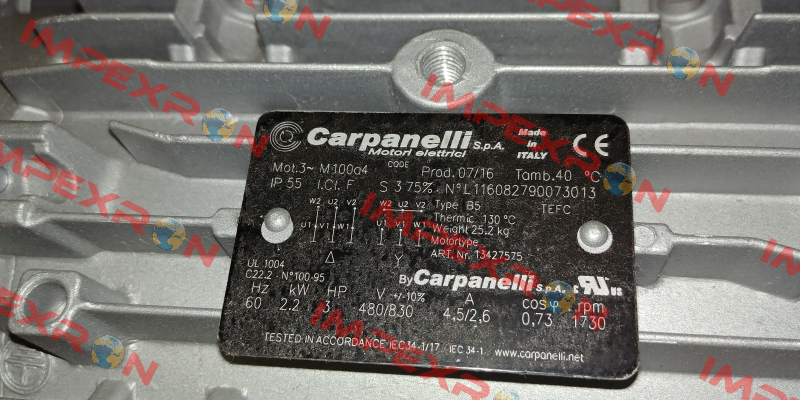 IMPEXRON
Carpanelli S.p.A.
Motori elettrici
Made in ITALY
CE
CODE
Mot.3~ M100a4 Prod.07/16 Tamb.40 °C
IP 55 I.Cl. F S 3 75% - N°L116082790073013
W2 U2 V2 W2 U2 V2 Type B5 TEFC
Thermic 130°C
U1 V1 W1 U1 V1 W1 Weight 25,2 kg
Motortype
Δ Y ART. Nr. 13427575
UL 1004
C22.2 - N°100-95
By Carpanelli S.p.A. c RU us
Hz kW HP V +/-10% A cos φ rpm
60 2.2 3 480/830 4,5/2,6 0,73 1730
TESTED IN ACCORDANCE IEC34-1/17 - IEC 34-1 www.carpanelli.net